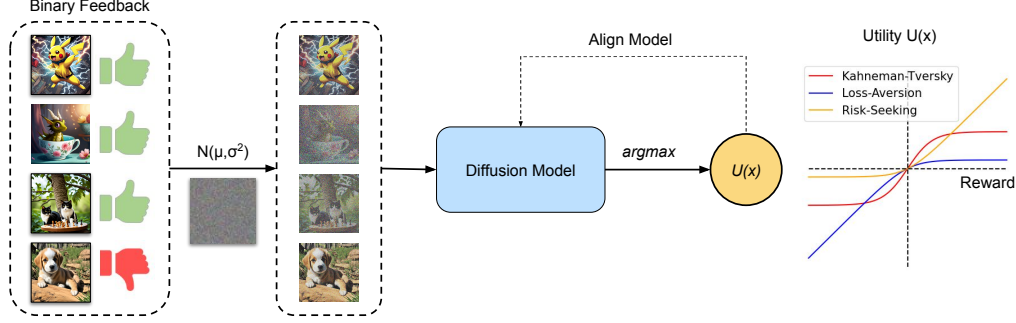 Binary Feedback
N(μ,σ²)
Diffusion Model
Align Model
argmax
U(x)
Utility U(x)
Kahneman-Tversky
Loss-Aversion
Risk-Seeking
Reward